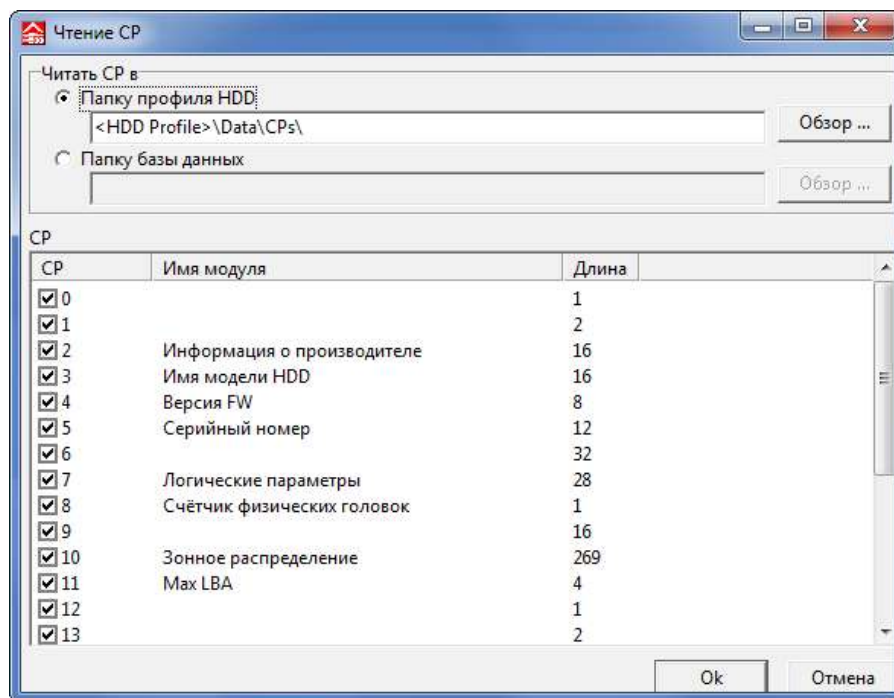 Чтение CP
Читать CP в
Папку профиля HDD
<HDD Profile>\Data\CPs\
Обзор ...
Папку базы данных
Обзор ...
CP
CP Имя модуля Длина
0 1
1 2
2 Информация о производителе 16
3 Имя модели HDD 16
4 Версия FW 8
5 Серийный номер 12
6 32
7 Логические параметры 28
8 Счётчик физических головок 1
9 16
10 Зонное распределение 269
11 Max LBA 4
12 1
13 2
Ok Отмена